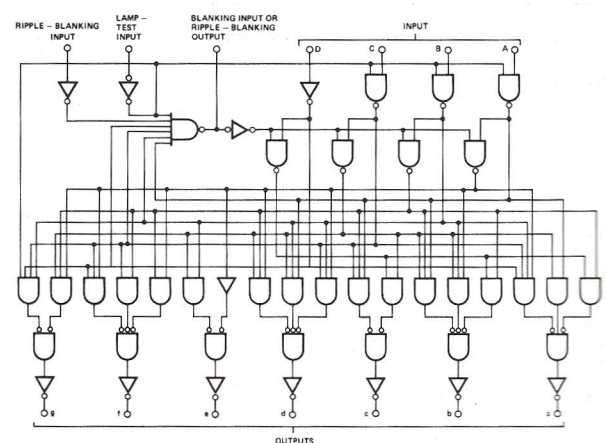 RIPPLE – BLANKING
INPUT
LAMP –
TEST
INPUT
BLANKING INPUT OR
RIPPLE – BLANKING
OUTPUT
INPUT
D
C
B
A
g
f
e
d
c
b
a
OUTPUTS